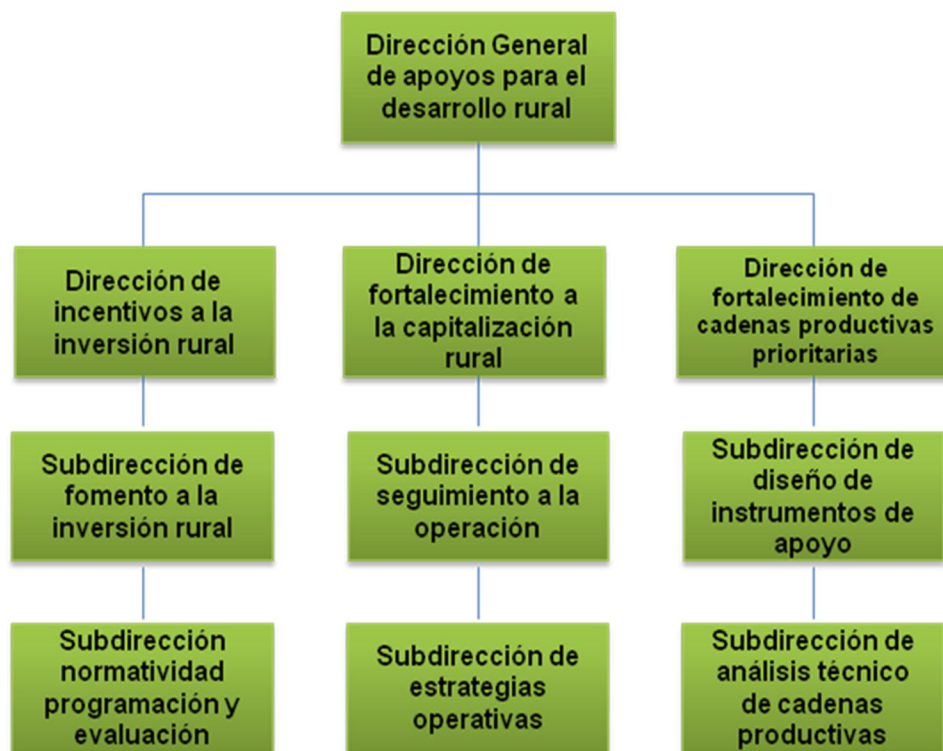 Dirección General
de apoyos para el
desarrollo rural
Dirección de
incentivos a la
inversión rural
Dirección de
fortalecimiento a
la capitalización
rural
Dirección de
fortalecimiento de
cadenas productivas
prioritarias
Subdirección de
fomento a la
inversión rural
Subdirección de
seguimiento a la
operación
Subdirección de
diseño de
instrumentos de
apoyo
Subdirección
normatividad
programación y
evaluación
Subdirección de
estrategias
operativas
Subdirección de
análisis técnico
de cadenas
productivas